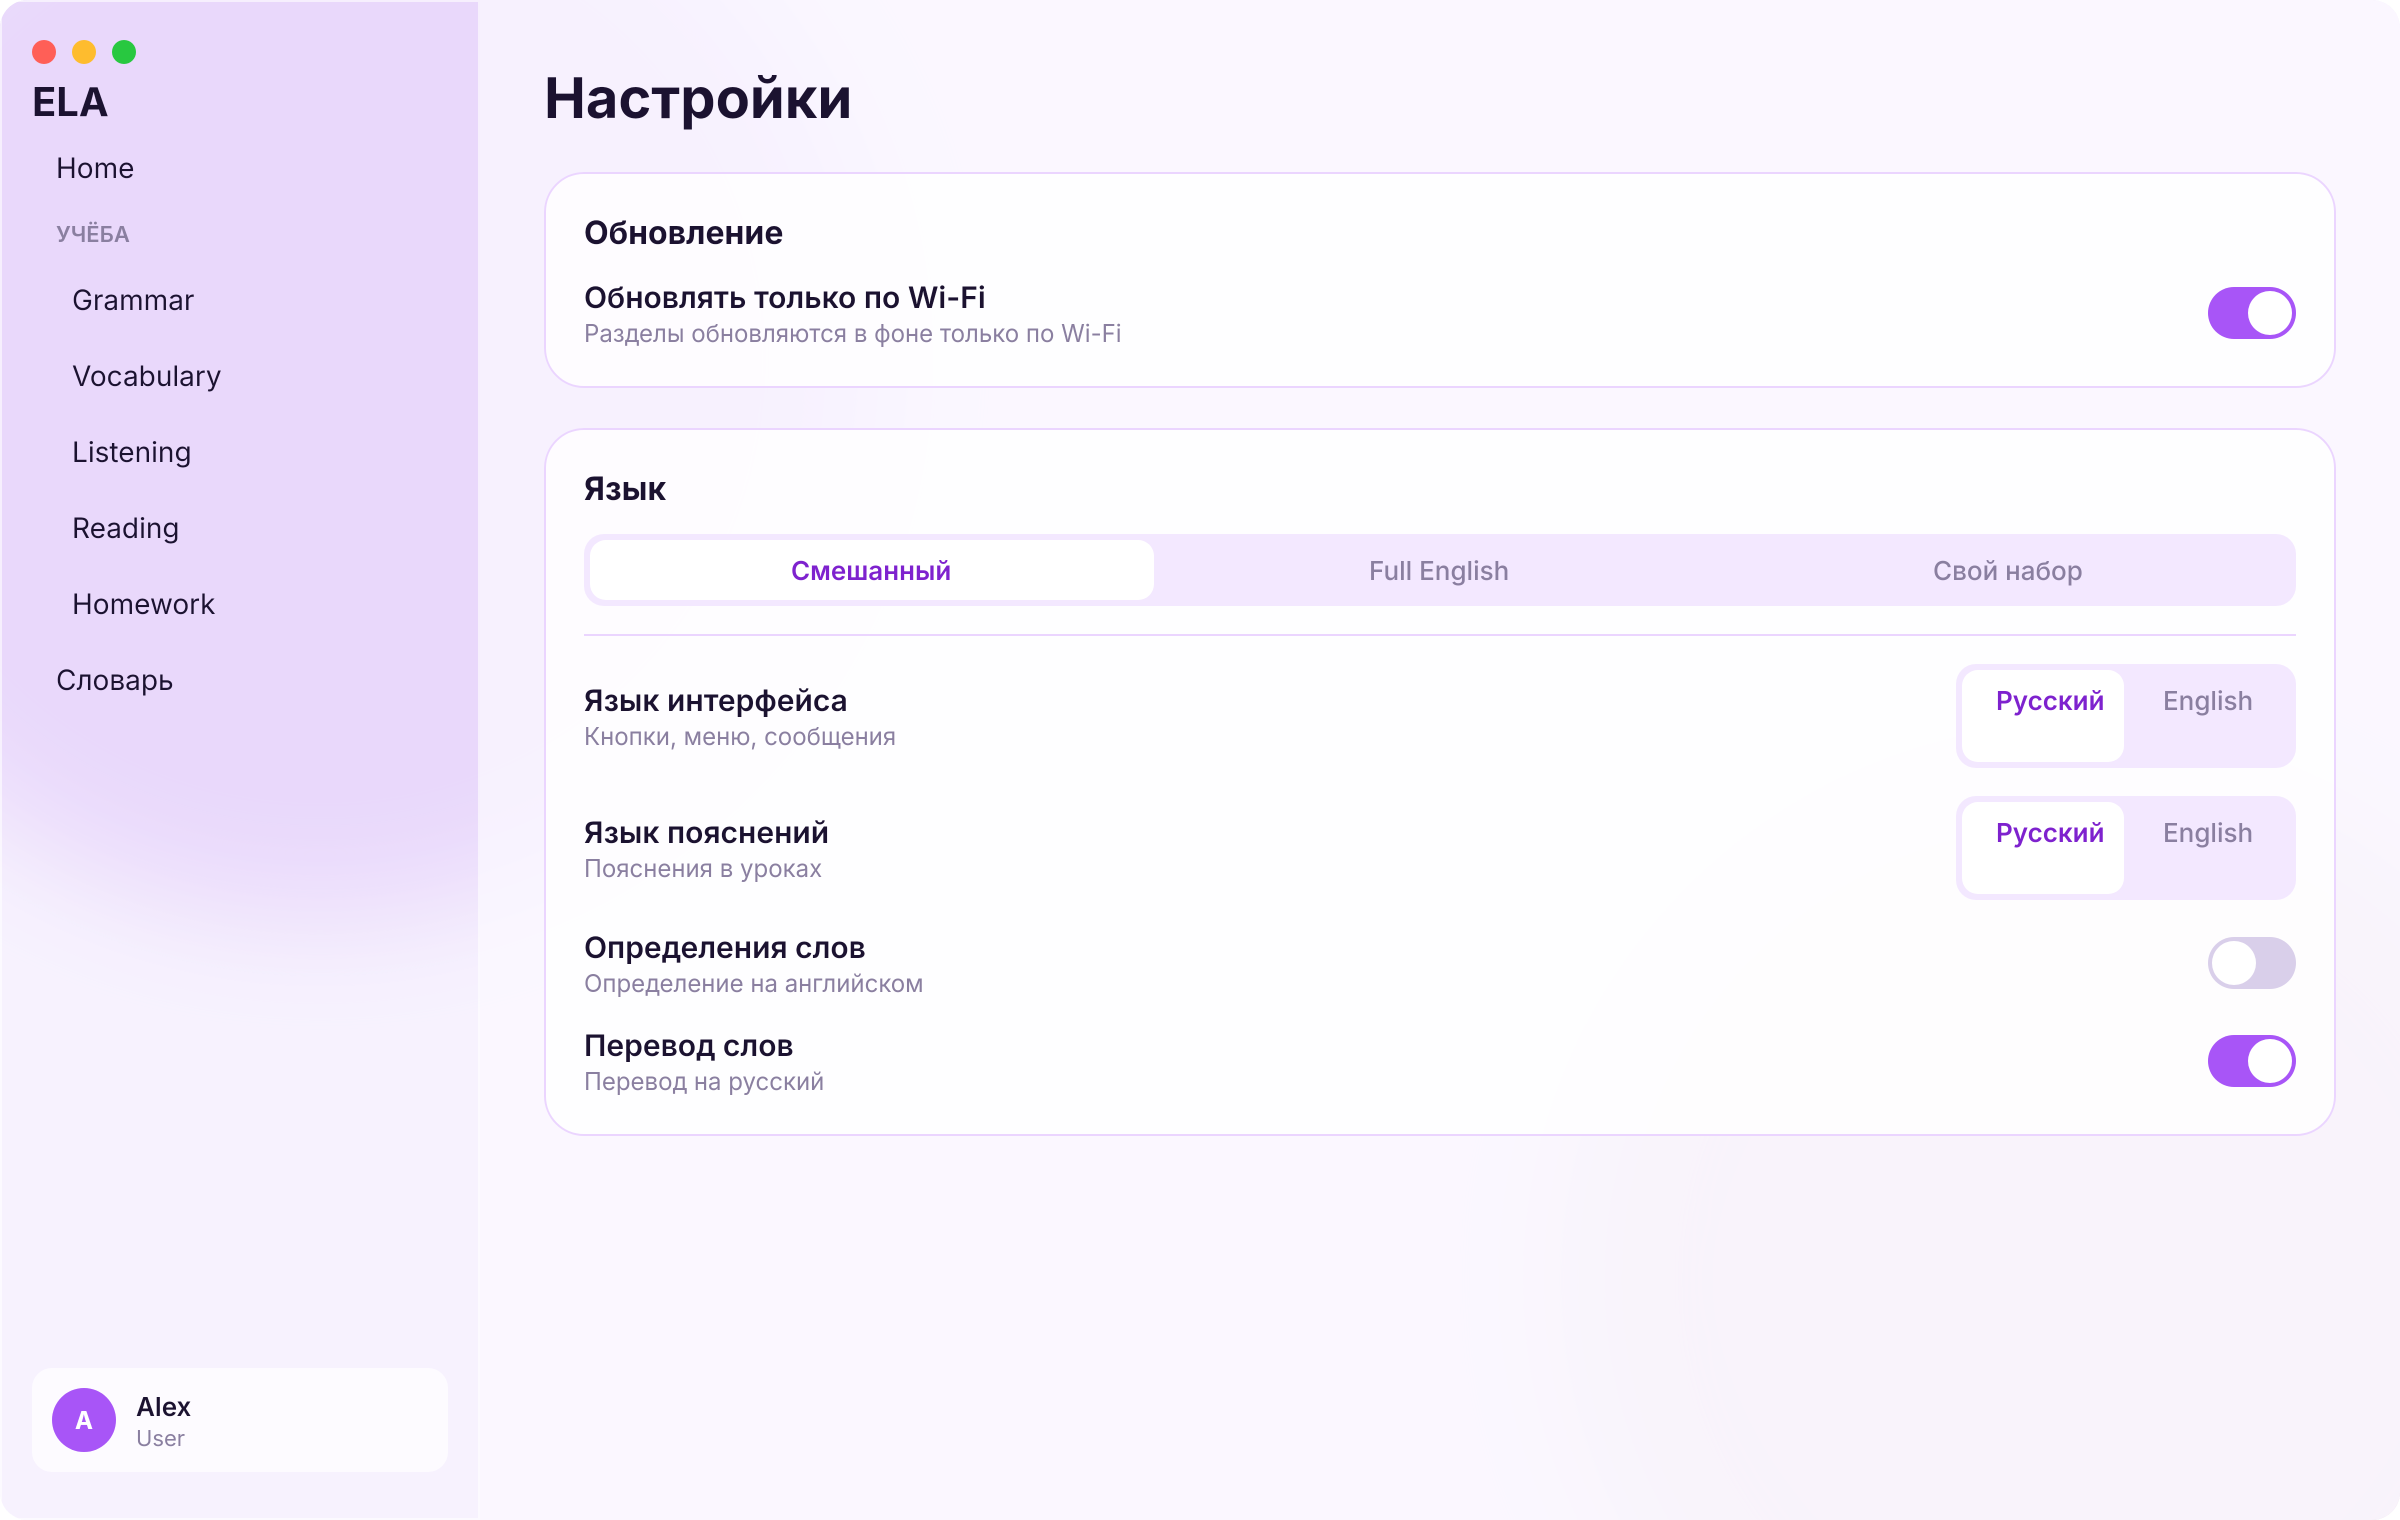 ELA
Home
УЧЁБА
Grammar
Vocabulary
Listening
Reading
Homework
Словарь
A
Alex
User
Настройки
Обновление
Обновлять только по Wi-Fi
Разделы обновляются в фоне только по Wi-Fi
Язык
Смешанный Full English Свой набор
Язык интерфейса
Кнопки, меню, сообщения
Русский English
Язык пояснений
Пояснения в уроках
Русский English
Определения слов
Определение на английском
Перевод слов
Перевод на русский